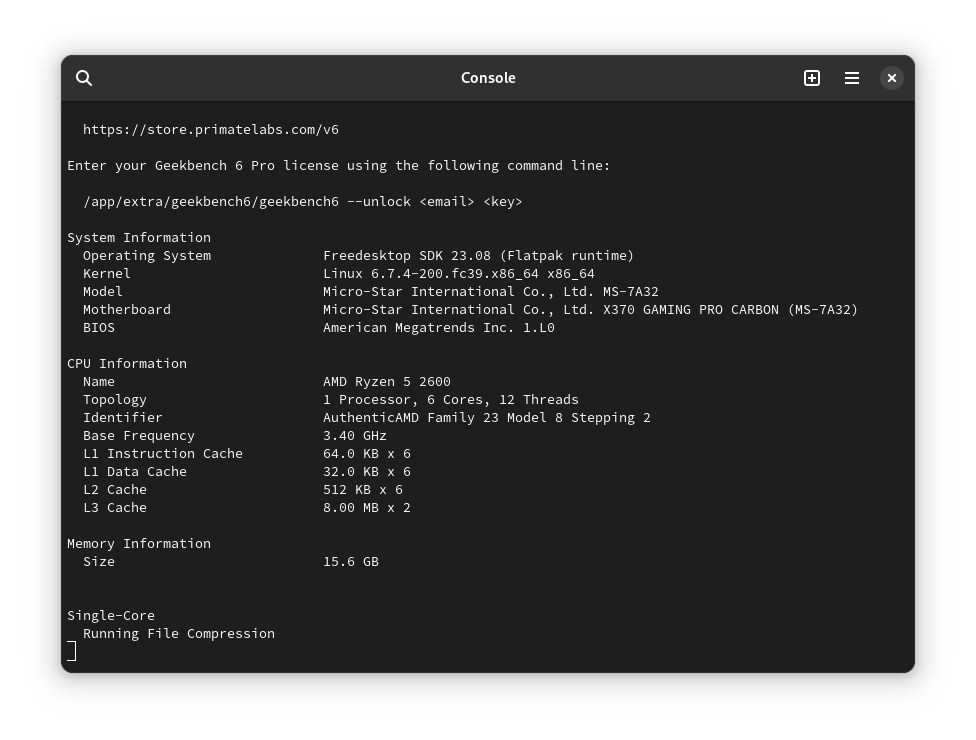 Console
https://store.primatelabs.com/v6
Enter your Geekbench 6 Pro license using the following command line:
/app/extra/geekbench6/geekbench6 --unlock <email> <key>
System Information
Operating System Freedesktop SDK 23.08 (Flatpak runtime)
Kernel Linux 6.7.4-200.fc39.x86_64 x86_64
Model Micro-Star International Co., Ltd. MS-7A32
Motherboard Micro-Star International Co., Ltd. X370 GAMING PRO CARBON (MS-7A32)
BIOS American Megatrends Inc. 1.L0
CPU Information
Name AMD Ryzen 5 2600
Topology 1 Processor, 6 Cores, 12 Threads
Identifier AuthenticAMD Family 23 Model 8 Stepping 2
Base Frequency 3.40 GHz
L1 Instruction Cache 64.0 KB x 6
L1 Data Cache 32.0 KB x 6
L2 Cache 512 KB x 6
L3 Cache 8.00 MB x 2
Memory Information
Size 15.6 GB
Single-Core
Running File Compression